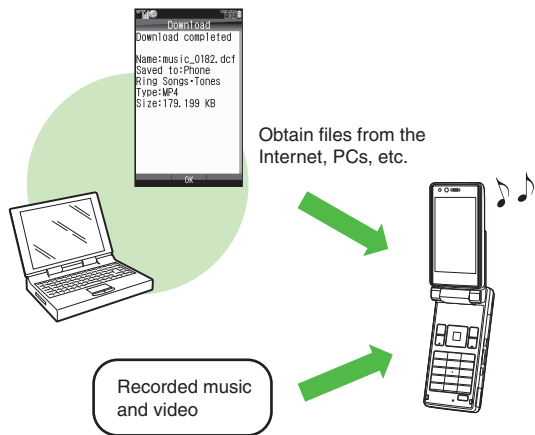 Download
Download completed
Name:music_0182.dcf
Saved to:Phone
Ring Songs･Tones
Type:MP4
Size:179.199 KB
OK
Obtain files from the
Internet, PCs, etc.
Recorded music
and video